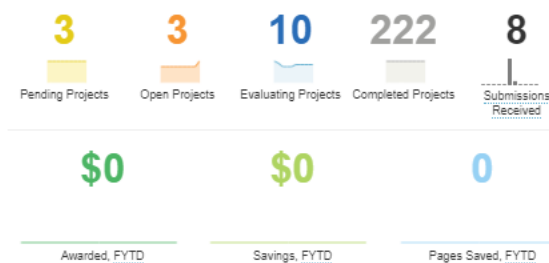 3 3 10 222 8
Pending Projects Open Projects Evaluating Projects Completed Projects Submissions
Received
$0 $0 0
Awarded, FYTD Savings, FYTD Pages Saved, FYTD